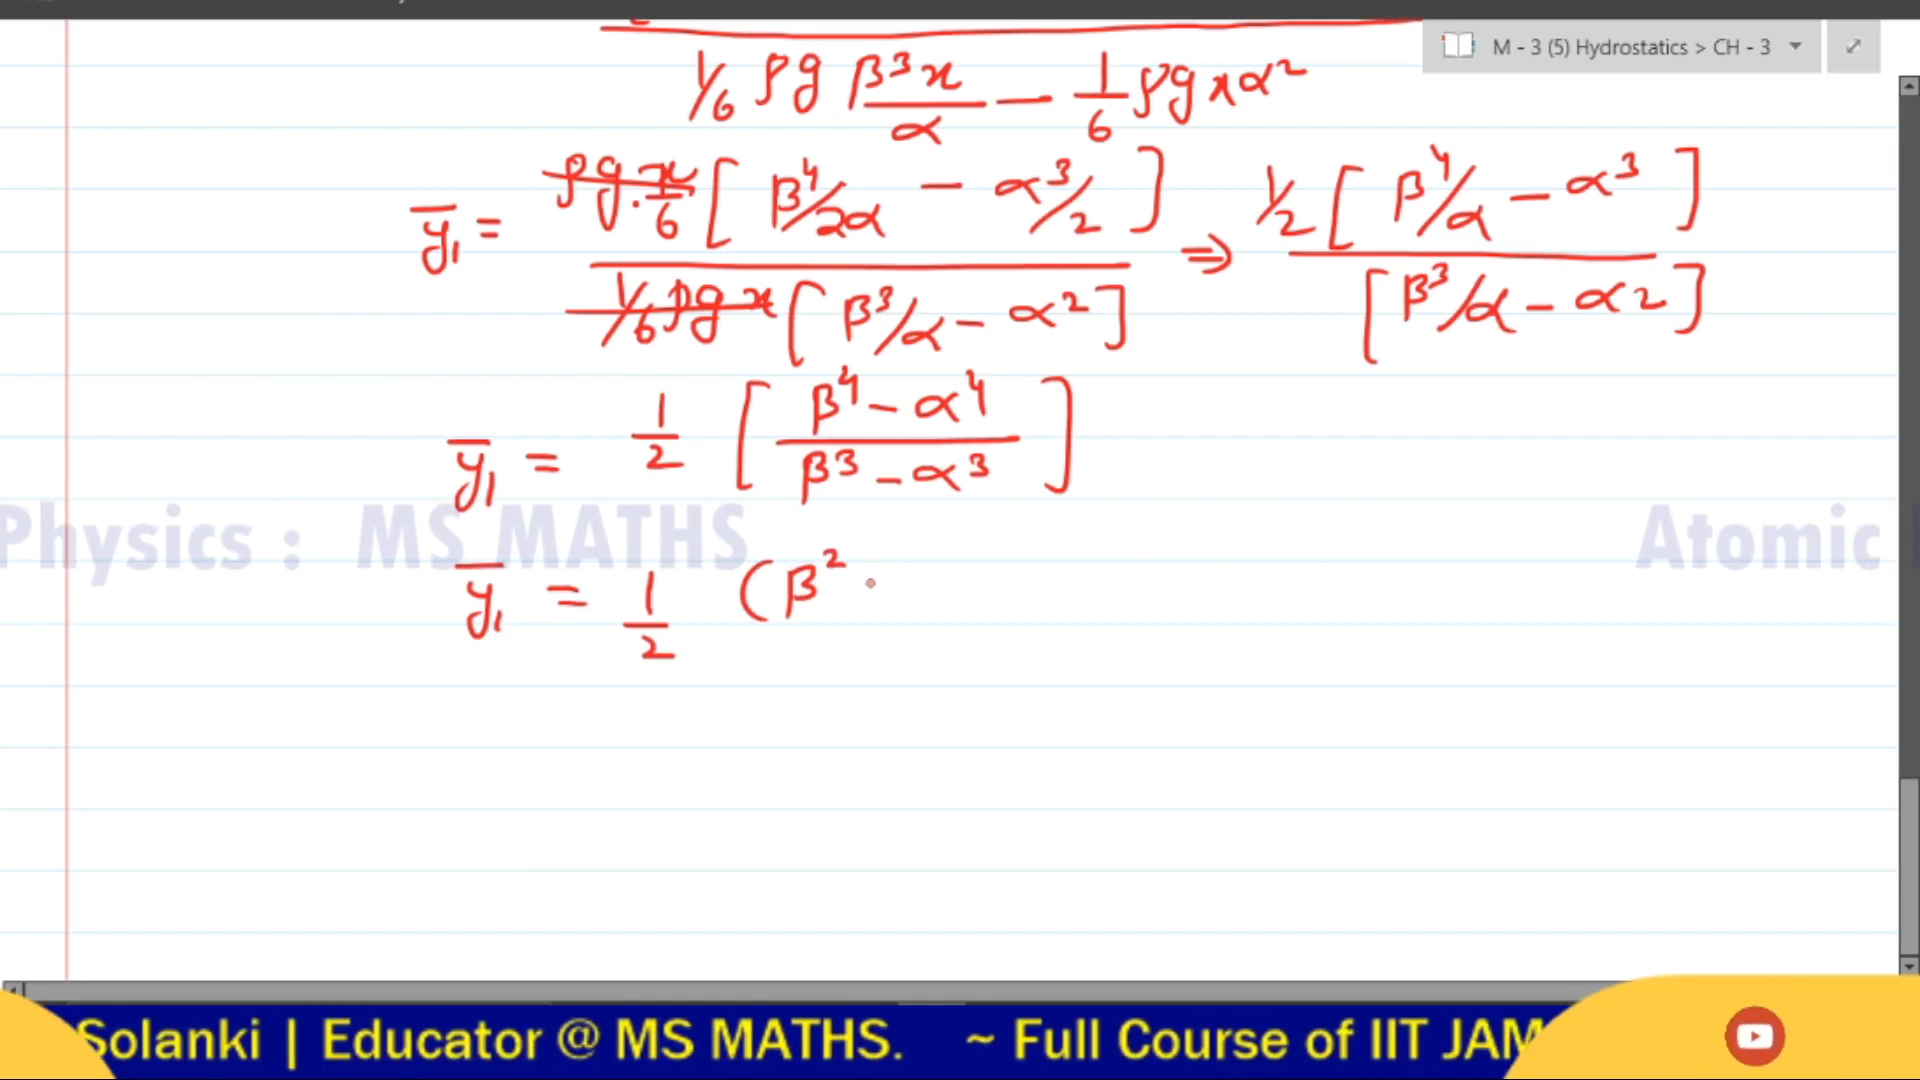 M - 3 (5) Hydrostatics > CH - 3
1/6 ρg β³x/α — 1/6 ρg x α²
ȳ₁ = ρg.x/6 [ β⁴/2α — α³/2 ] / 1/6 ρg x [ β³/α — α² ] ⇒ 1/2 [ β⁴/α — α³ ] / [ β³/α — α2 ]
ȳ₁ = 1/2 [ β⁴ — α⁴ / β³ — α³ ]
Physics : MS MATHS Atomic
ȳ₁ = 1/2 (β²
Solanki | Educator @ MS MATHS. ~ Full Course of IIT JAM